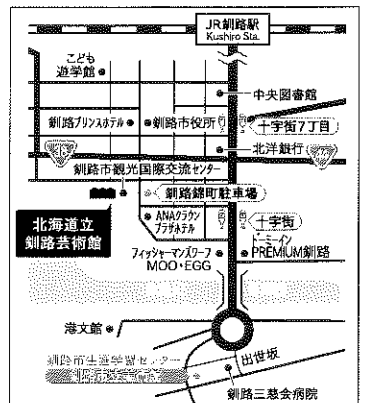 JR釧路駅
Kushiro Sta.
こども
遊学館
中央図書館
釧路プリンスホテル
釧路市役所
十字街7丁目
北洋銀行
釧路市観光国際交流センター
釧路錦町駐車場
北海道立
釧路芸術館
ANAクラウン
プラザホテル
十字街
フィッシャーマンズワーフ
MOO・EGG
ドーミーイン
PREMIUM釧路
港文館
釧路市生涯学習センター
出世坂
釧路三慈会病院